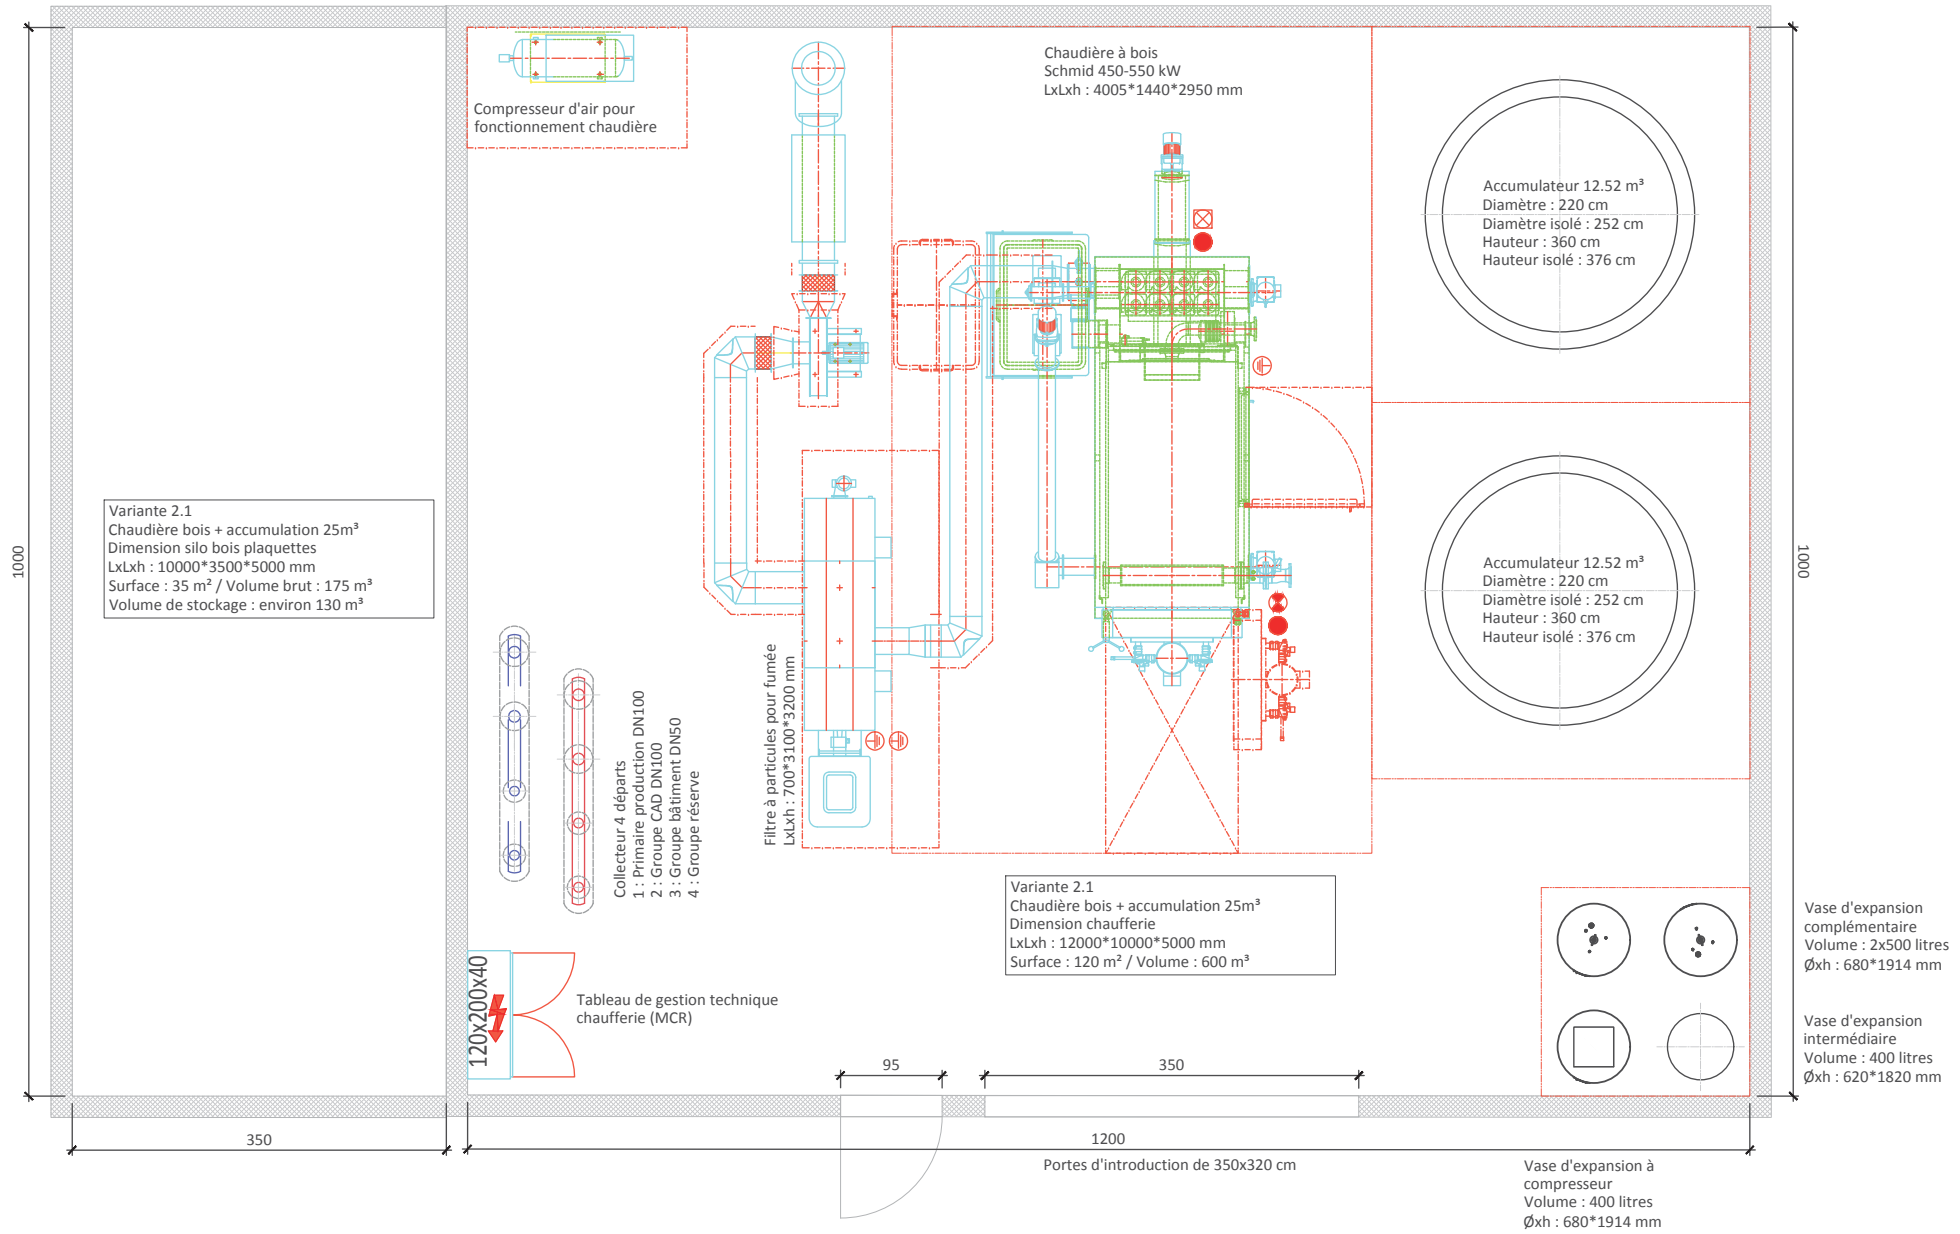 Compresseur d'air pour
fonctionnement chaudière
Chaudière à bois
Schmid 450-550 kW
LxLxh : 4005*1440*2950 mm
Accumulateur 12.52 m³
Diamètre : 220 cm
Diamètre isolé : 252 cm
Hauteur : 360 cm
Hauteur isolé : 376 cm
Variante 2.1
Chaudière bois + accumulation 25m³
Dimension silo bois plaquettes
LxLxh : 10000*3500*5000 mm
Surface : 35 m² / Volume brut : 175 m³
Volume de stockage : environ 130 m³
1000
1000
Accumulateur 12.52 m³
Diamètre : 220 cm
Diamètre isolé : 252 cm
Hauteur : 360 cm
Hauteur isolé : 376 cm
Collecteur 4 départs
1 : Primaire production DN100
2 : Groupe CAD DN100
3 : Groupe bâtiment DN50
4 : Groupe réserve
Filtre à particules pour fumée
LxLxh : 700*3100*3200 mm
Variante 2.1
Chaudière bois + accumulation 25m³
Dimension chaufferie
LxLxh : 12000*10000*5000 mm
Surface : 120 m² / Volume : 600 m³
Vase d'expansion
complémentaire
Volume : 2x500 litres
Øxh : 680*1914 mm
120x200x40
Tableau de gestion technique
chaufferie (MCR)
Vase d'expansion
intermédiaire
Volume : 400 litres
Øxh : 620*1820 mm
95
350
350
1200
Portes d'introduction de 350x320 cm
Vase d'expansion à
compresseur
Volume : 400 litres
Øxh : 680*1914 mm